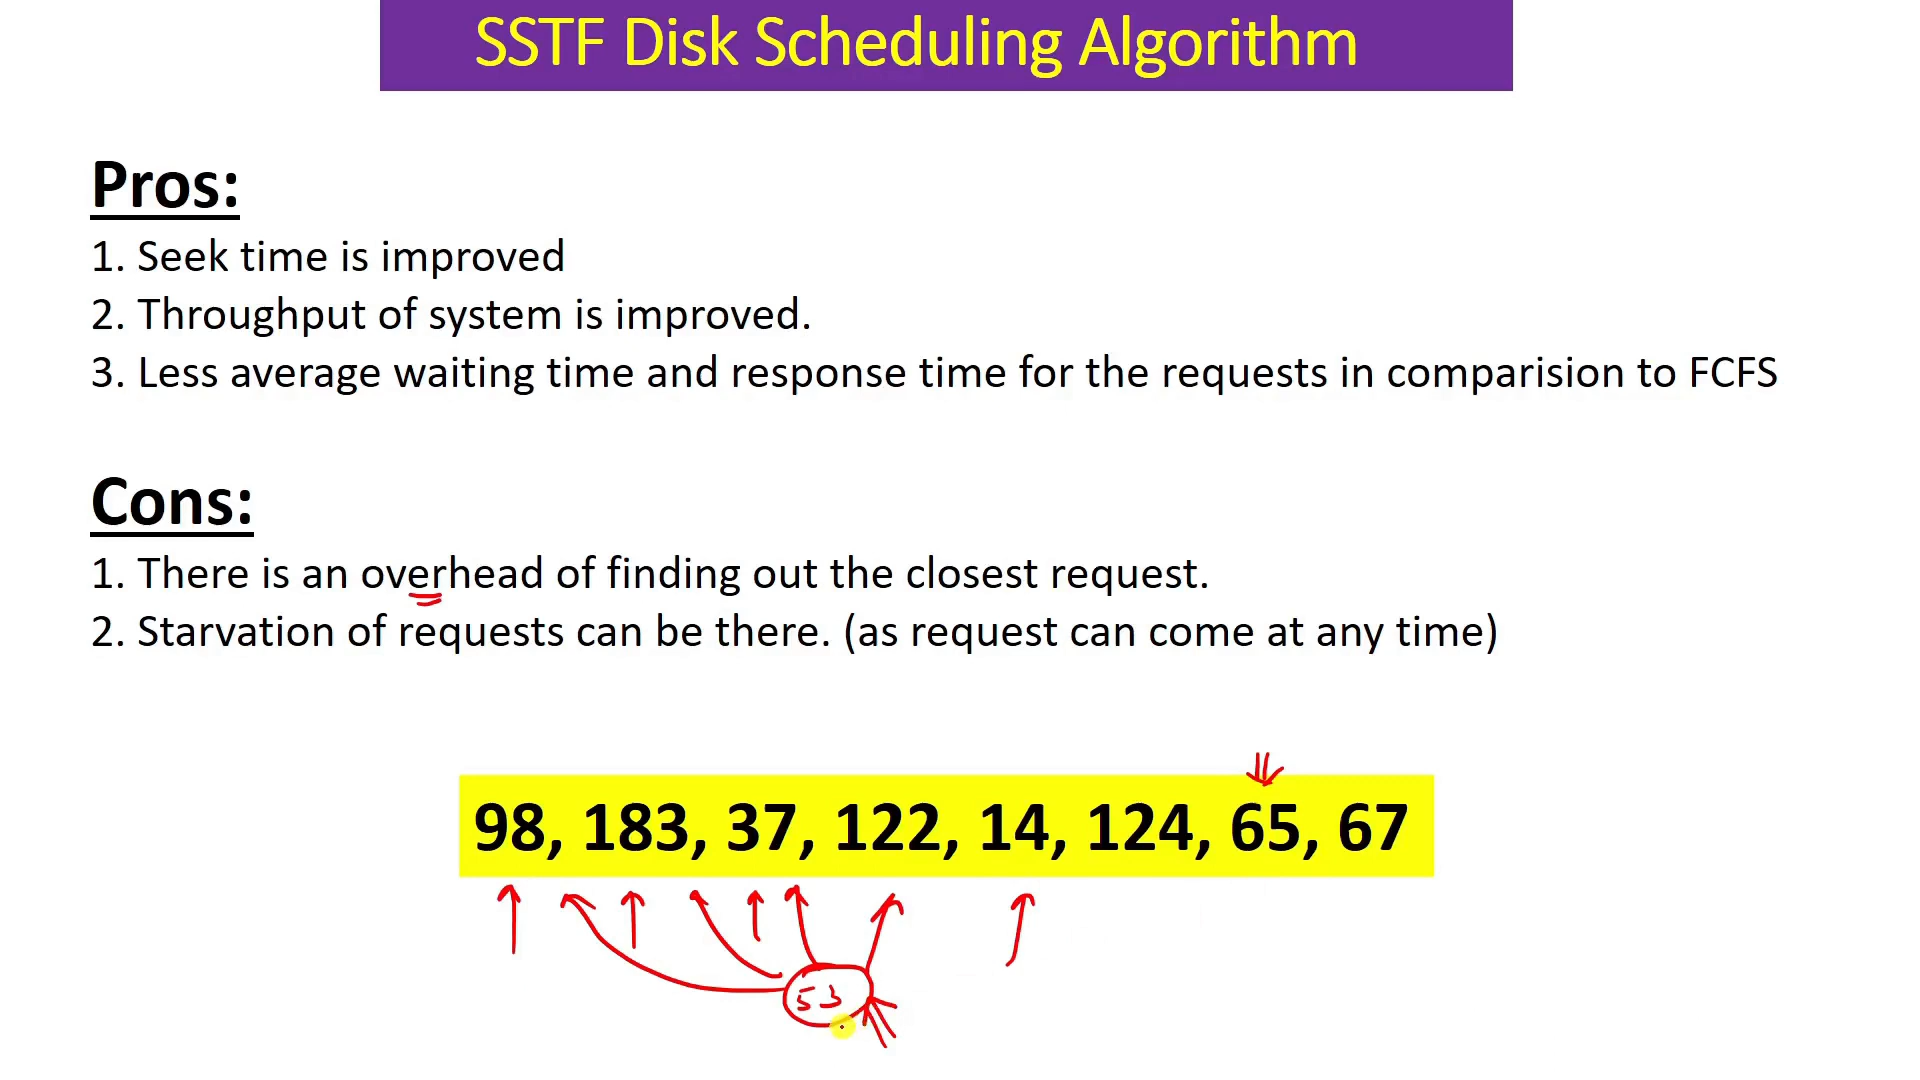 SSTF Disk Scheduling Algorithm
Pros:
1. Seek time is improved
2. Throughput of system is improved.
3. Less average waiting time and response time for the requests in comparision to FCFS
Cons:
1. There is an overhead of finding out the closest request.
2. Starvation of requests can be there. (as request can come at any time)
98, 183, 37, 122, 14, 124, 65, 67
53